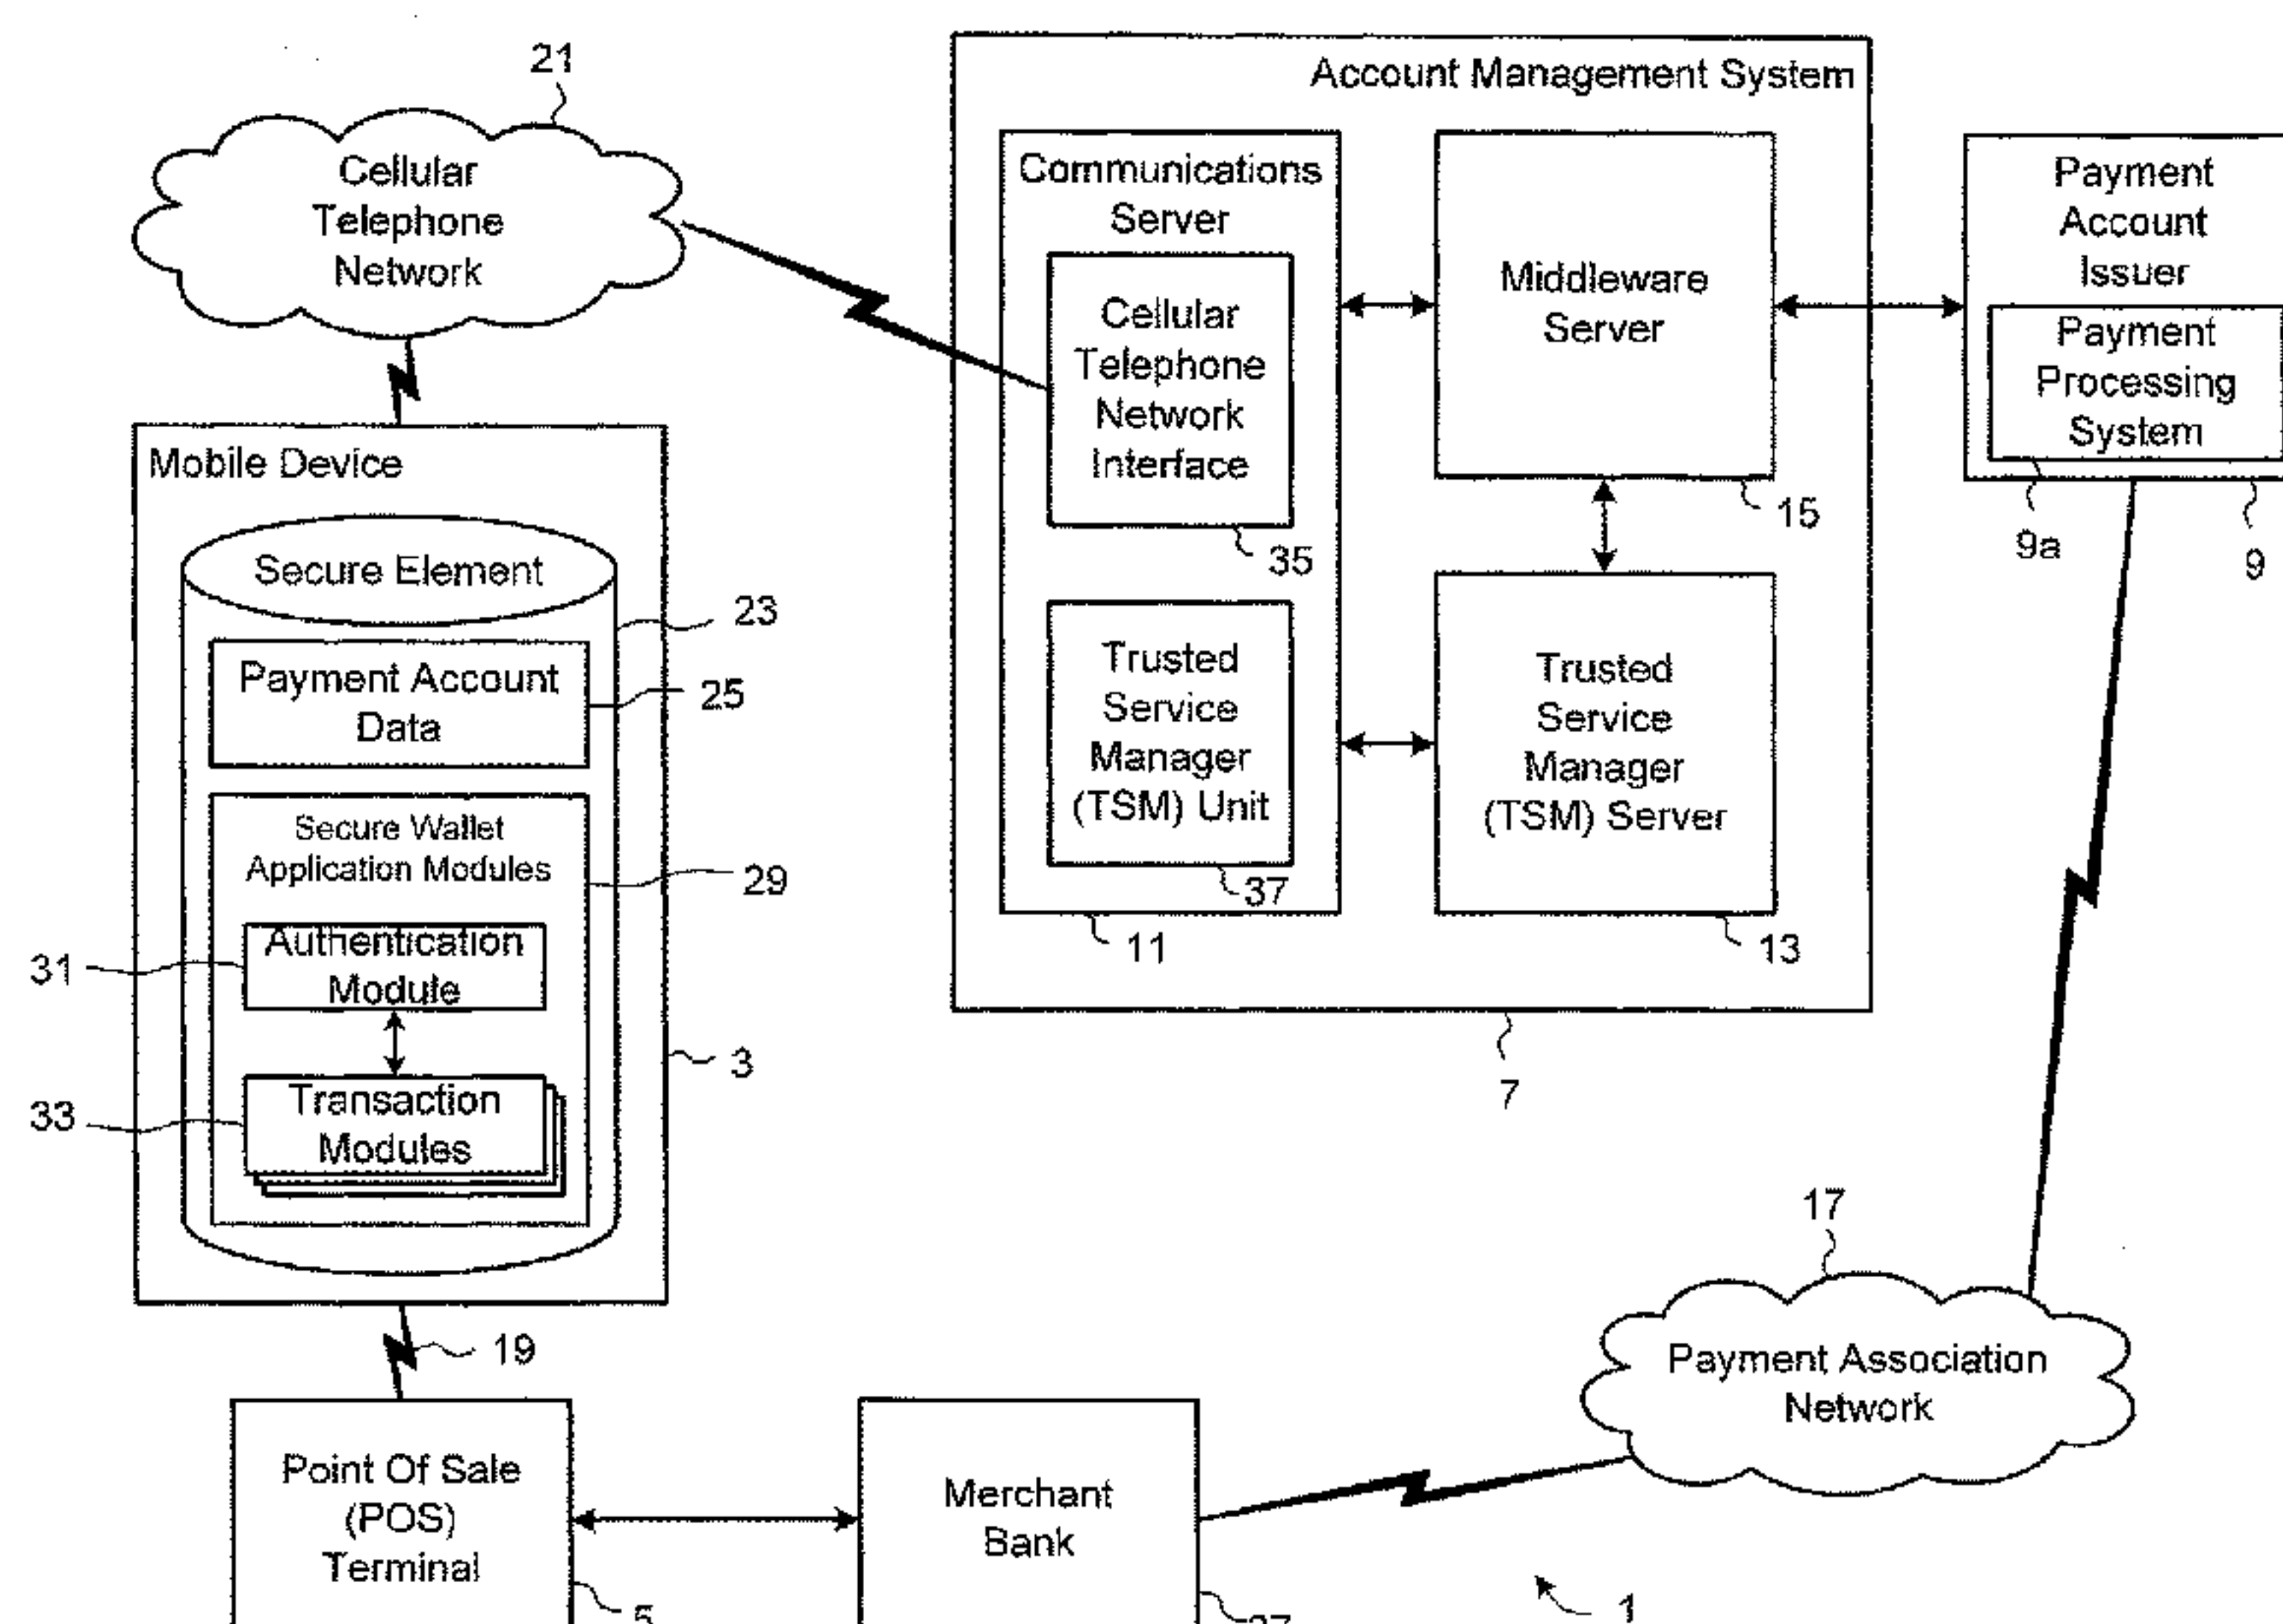 21
Cellular
Telephone
Network
Account Management System
Communications
Server
Cellular
Telephone
Network
Interface
35
Trusted
Service
Manager
(TSM) Unit
37
11
Middleware
Server
15
Trusted
Service
Manager
(TSM) Server
13
7
Payment
Account
Issuer
Payment
Processing
System
9a
9
Mobile Device
Secure Element
23
Payment Account
Data
25
Secure Wallet
Application Modules
29
Authentication
Module
31
3
Transaction
Modules
33
19
Point Of Sale
(POS)
Terminal
5
Merchant
Bank
27
17
Payment Association
Network
1